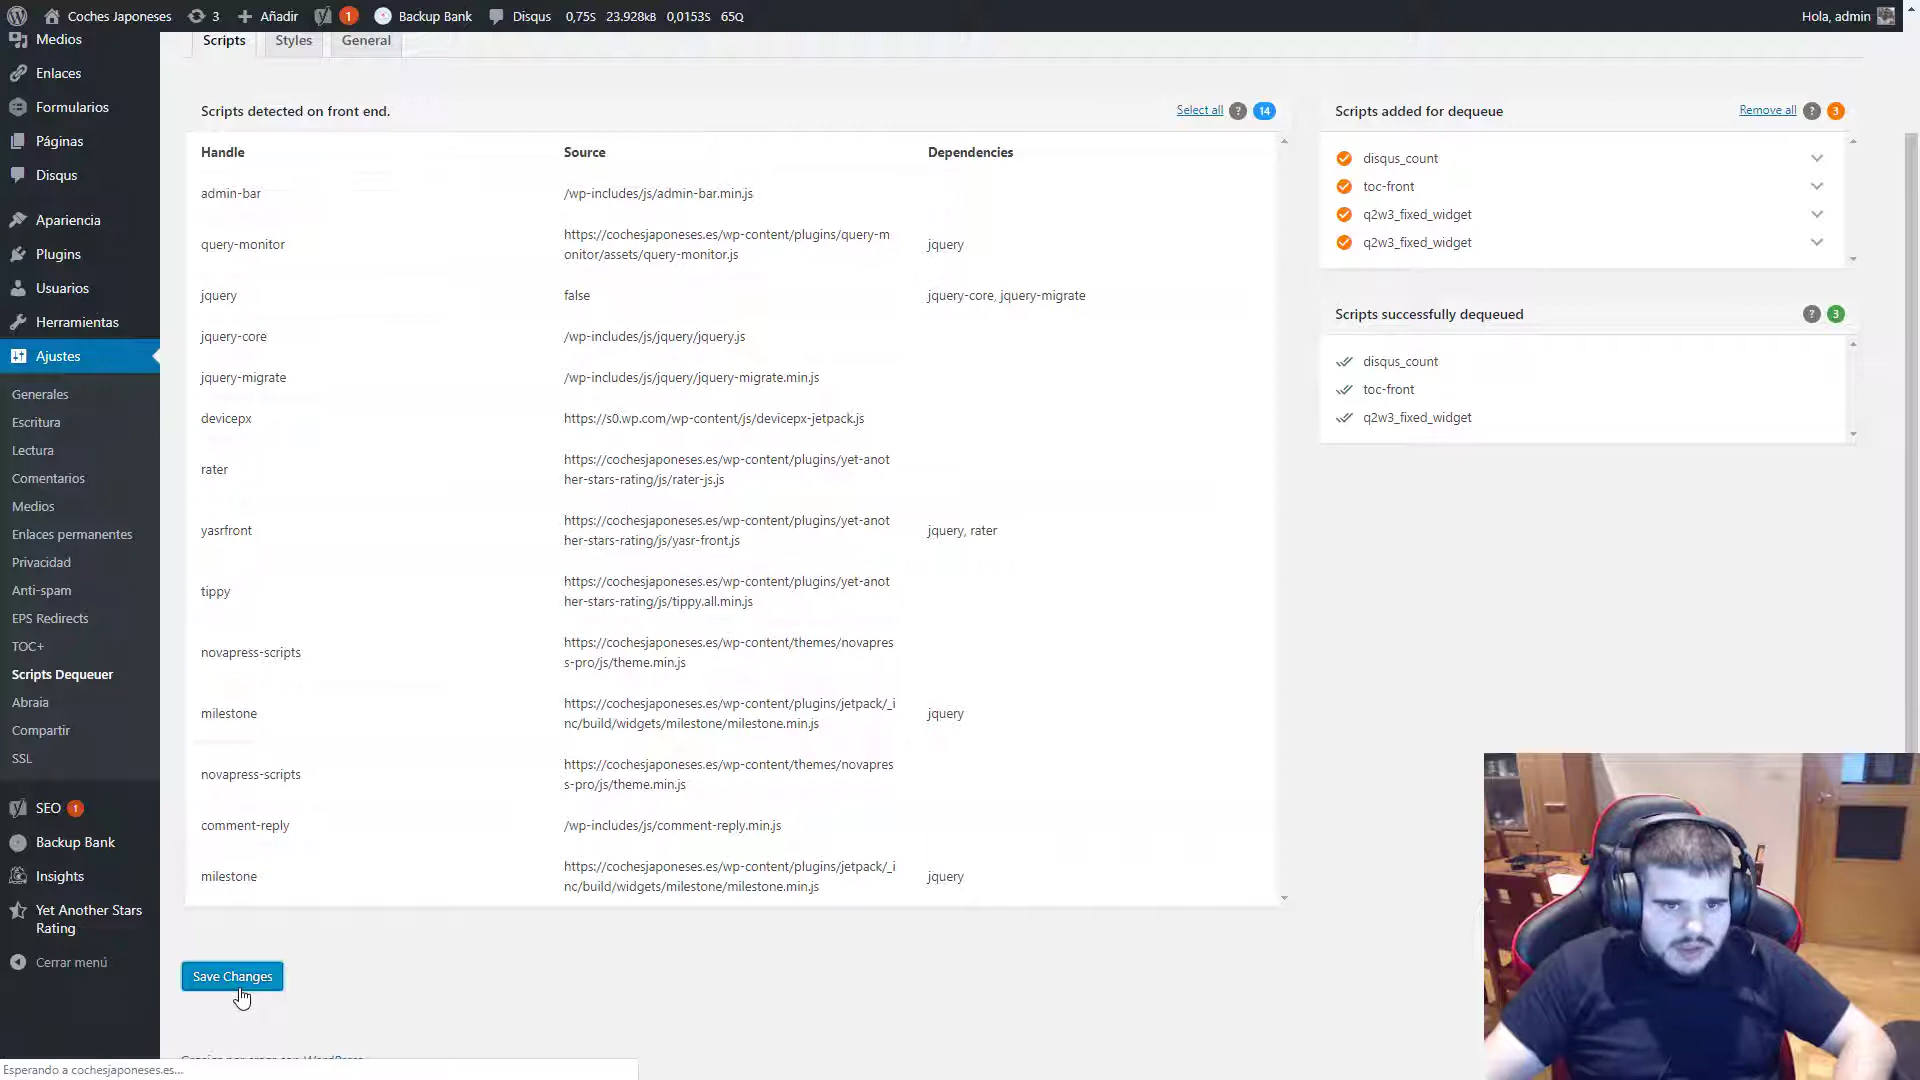 Coches Japoneses 3 Añadir 1 Backup Bank Disqus 0,75S 23.928kB 0,0153S 65Q Hola, admin
Medios
Enlaces
Formularios
Páginas
Disqus
Apariencia
Plugins
Usuarios
Herramientas
Ajustes
Generales
Escritura
Lectura
Comentarios
Medios
Enlaces permanentes
Privacidad
Anti-spam
EPS Redirects
TOC+
Scripts Dequeuer
Abraia
Compartir
SSL
SEO 1
Backup Bank
Insights
Yet Another Stars
Rating
Cerrar menú
Scripts Styles General
Scripts detected on front end. Select all ? 14
Handle Source Dependencies
admin-bar /wp-includes/js/admin-bar.min.js
query-monitor https://cochesjaponeses.es/wp-content/plugins/query-m
onitor/assets/query-monitor.js jquery
jquery false jquery-core, jquery-migrate
jquery-core /wp-includes/js/jquery/jquery.js
jquery-migrate /wp-includes/js/jquery/jquery-migrate.min.js
devicepx https://s0.wp.com/wp-content/js/devicepx-jetpack.js
rater https://cochesjaponeses.es/wp-content/plugins/yet-anot
her-stars-rating/js/rater-js.js
yasrfront https://cochesjaponeses.es/wp-content/plugins/yet-anot
her-stars-rating/js/yasr-front.js jquery, rater
tippy https://cochesjaponeses.es/wp-content/plugins/yet-anot
her-stars-rating/js/tippy.all.min.js
novapress-scripts https://cochesjaponeses.es/wp-content/themes/novapres
s-pro/js/theme.min.js
milestone https://cochesjaponeses.es/wp-content/plugins/jetpack/_i
nc/build/widgets/milestone/milestone.min.js jquery
novapress-scripts https://cochesjaponeses.es/wp-content/themes/novapres
s-pro/js/theme.min.js
comment-reply /wp-includes/js/comment-reply.min.js
milestone https://cochesjaponeses.es/wp-content/plugins/jetpack/_i
nc/build/widgets/milestone/milestone.min.js jquery
Save Changes
Scripts added for dequeue Remove all ? 3
disqus_count
toc-front
q2w3_fixed_widget
q2w3_fixed_widget
Scripts successfully dequeued ? 3
disqus_count
toc-front
q2w3_fixed_widget
Esperando a cochesjaponeses.es...